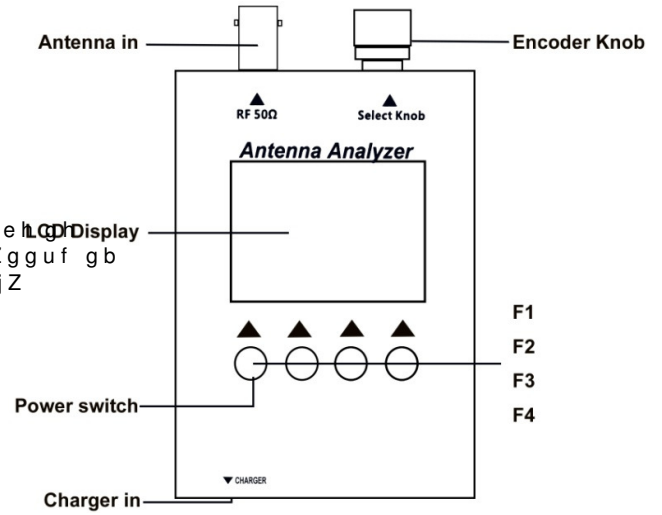 Antenna in
Encoder Knob
RF 50Ω
Select Knob
Antenna Analyzer
LCD Display
F1
F2
F3
F4
Power switch
CHARGER
Charger in